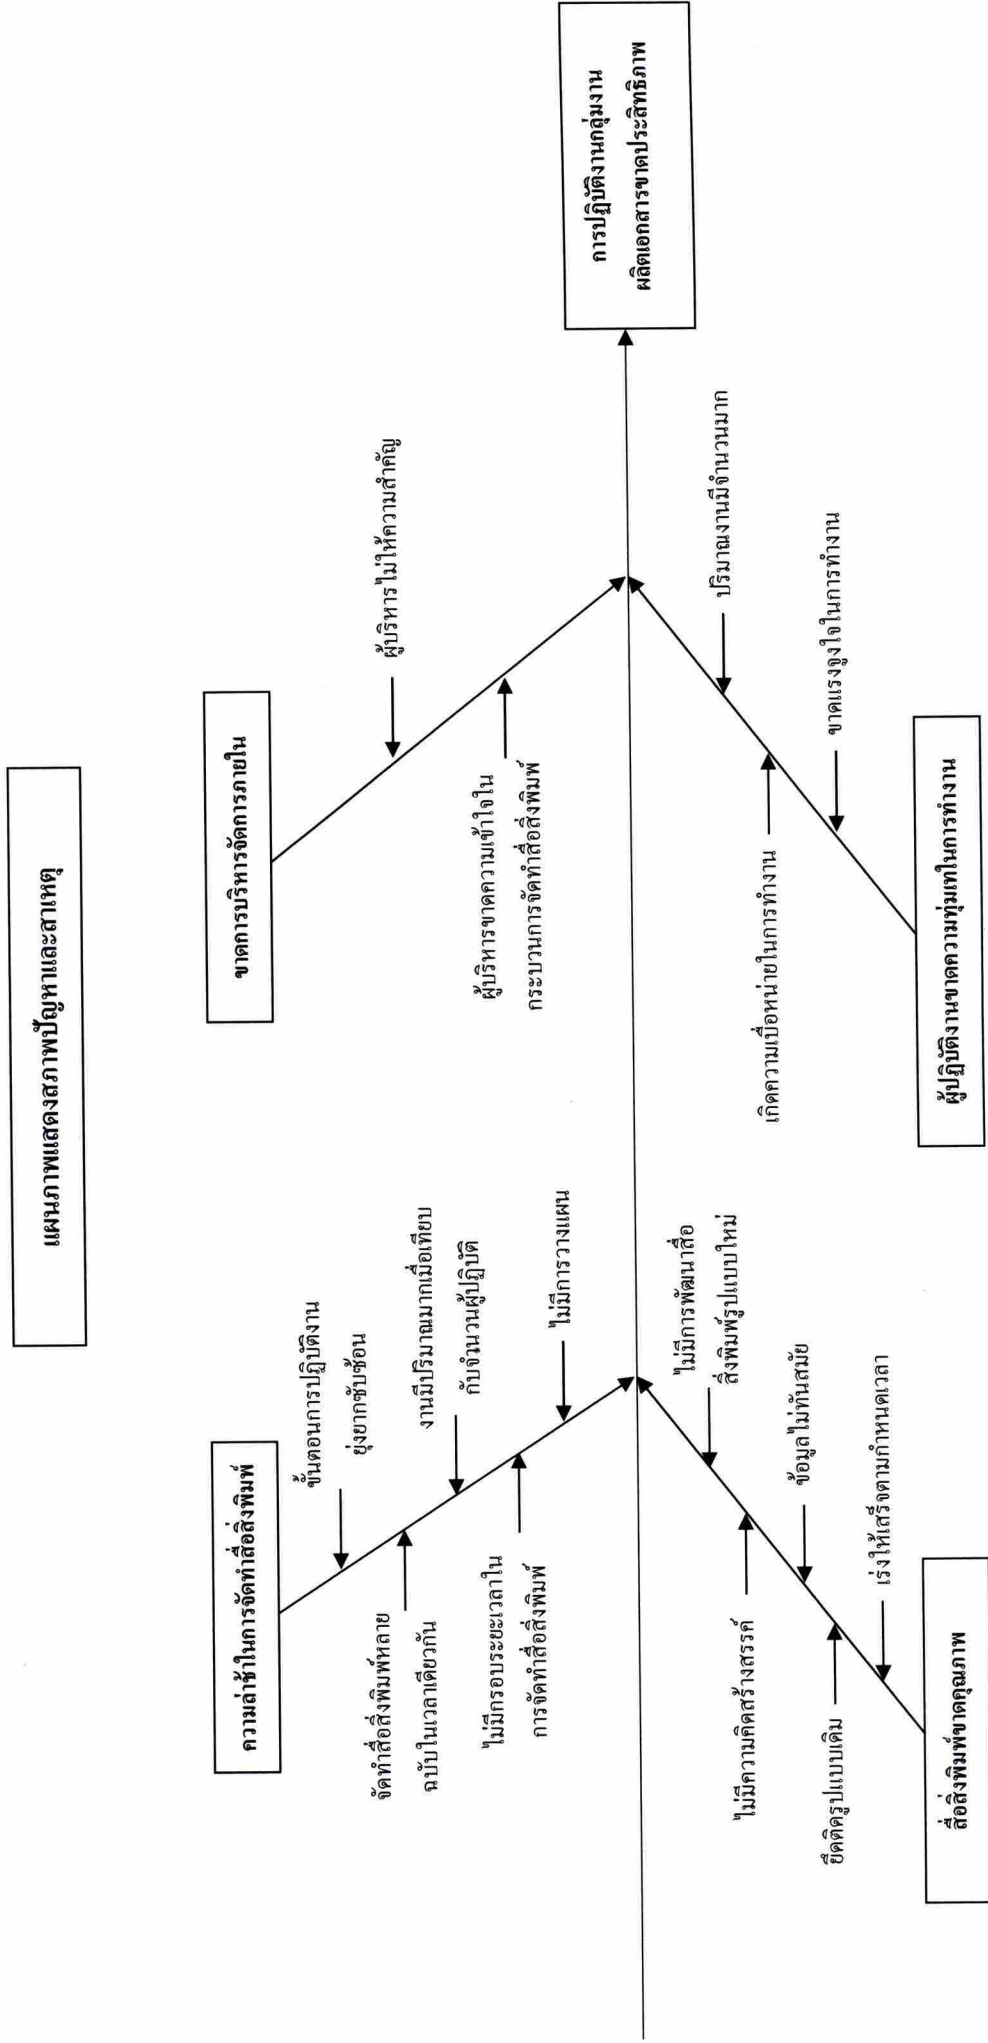 แผนภาพแสดงสภาพปัญหาและสาเหตุ
ความล่าช้าในการจัดทำสื่อสิ่งพิมพ์
ขั้นตอนการปฏิบัติงาน
ยุ่งยากซับซ้อน
จัดทำสื่อสิ่งพิมพ์หลาย
ฉบับในเวลาเดียวกัน
งานมีปริมาณมากเมื่อเทียบ
กับจำนวนผู้ปฏิบัติ
ไม่มีกรอบระยะเวลาใน
การจัดทำสื่อสิ่งพิมพ์
ไม่มีการวางแผน
ขาดการบริหารจัดการภายใน
ผู้บริหารไม่ให้ความสำคัญ
ผู้บริหารขาดความเข้าใจใน
กระบวนการจัดทำสื่อสิ่งพิมพ์
การปฏิบัติงานกลุ่มงาน
ผลิตเอกสารขาดประสิทธิภาพ
ไม่มีการพัฒนาสื่อ
สิ่งพิมพ์รูปแบบใหม่
ไม่มีความคิดสร้างสรรค์
ข้อมูลไม่ทันสมัย
ยึดติดรูปแบบเดิม
เร่งให้เสร็จตามกำหนดเวลา
สื่อสิ่งพิมพ์ขาดคุณภาพ
ปริมาณงานมีจำนวนมาก
เกิดความเบื่อหน่ายในการทำงาน
ขาดแรงจูงใจในการทำงาน
ผู้ปฏิบัติงานขาดความทุ่มเทในการทำงาน